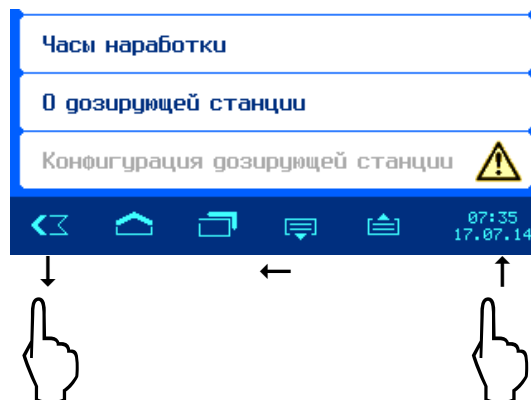 Часы наработки
О дозирующей станции
Конфигурация дозирующей станции
07:35
17.07.14